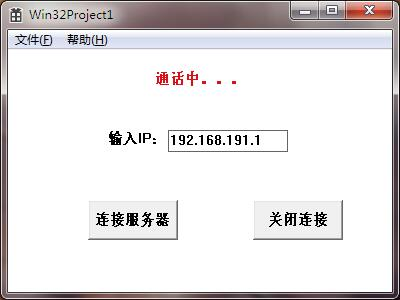 Win32Project1
文件(F) 帮助(H)
通话中...
输入IP: 192.168.191.1
连接服务器 关闭连接